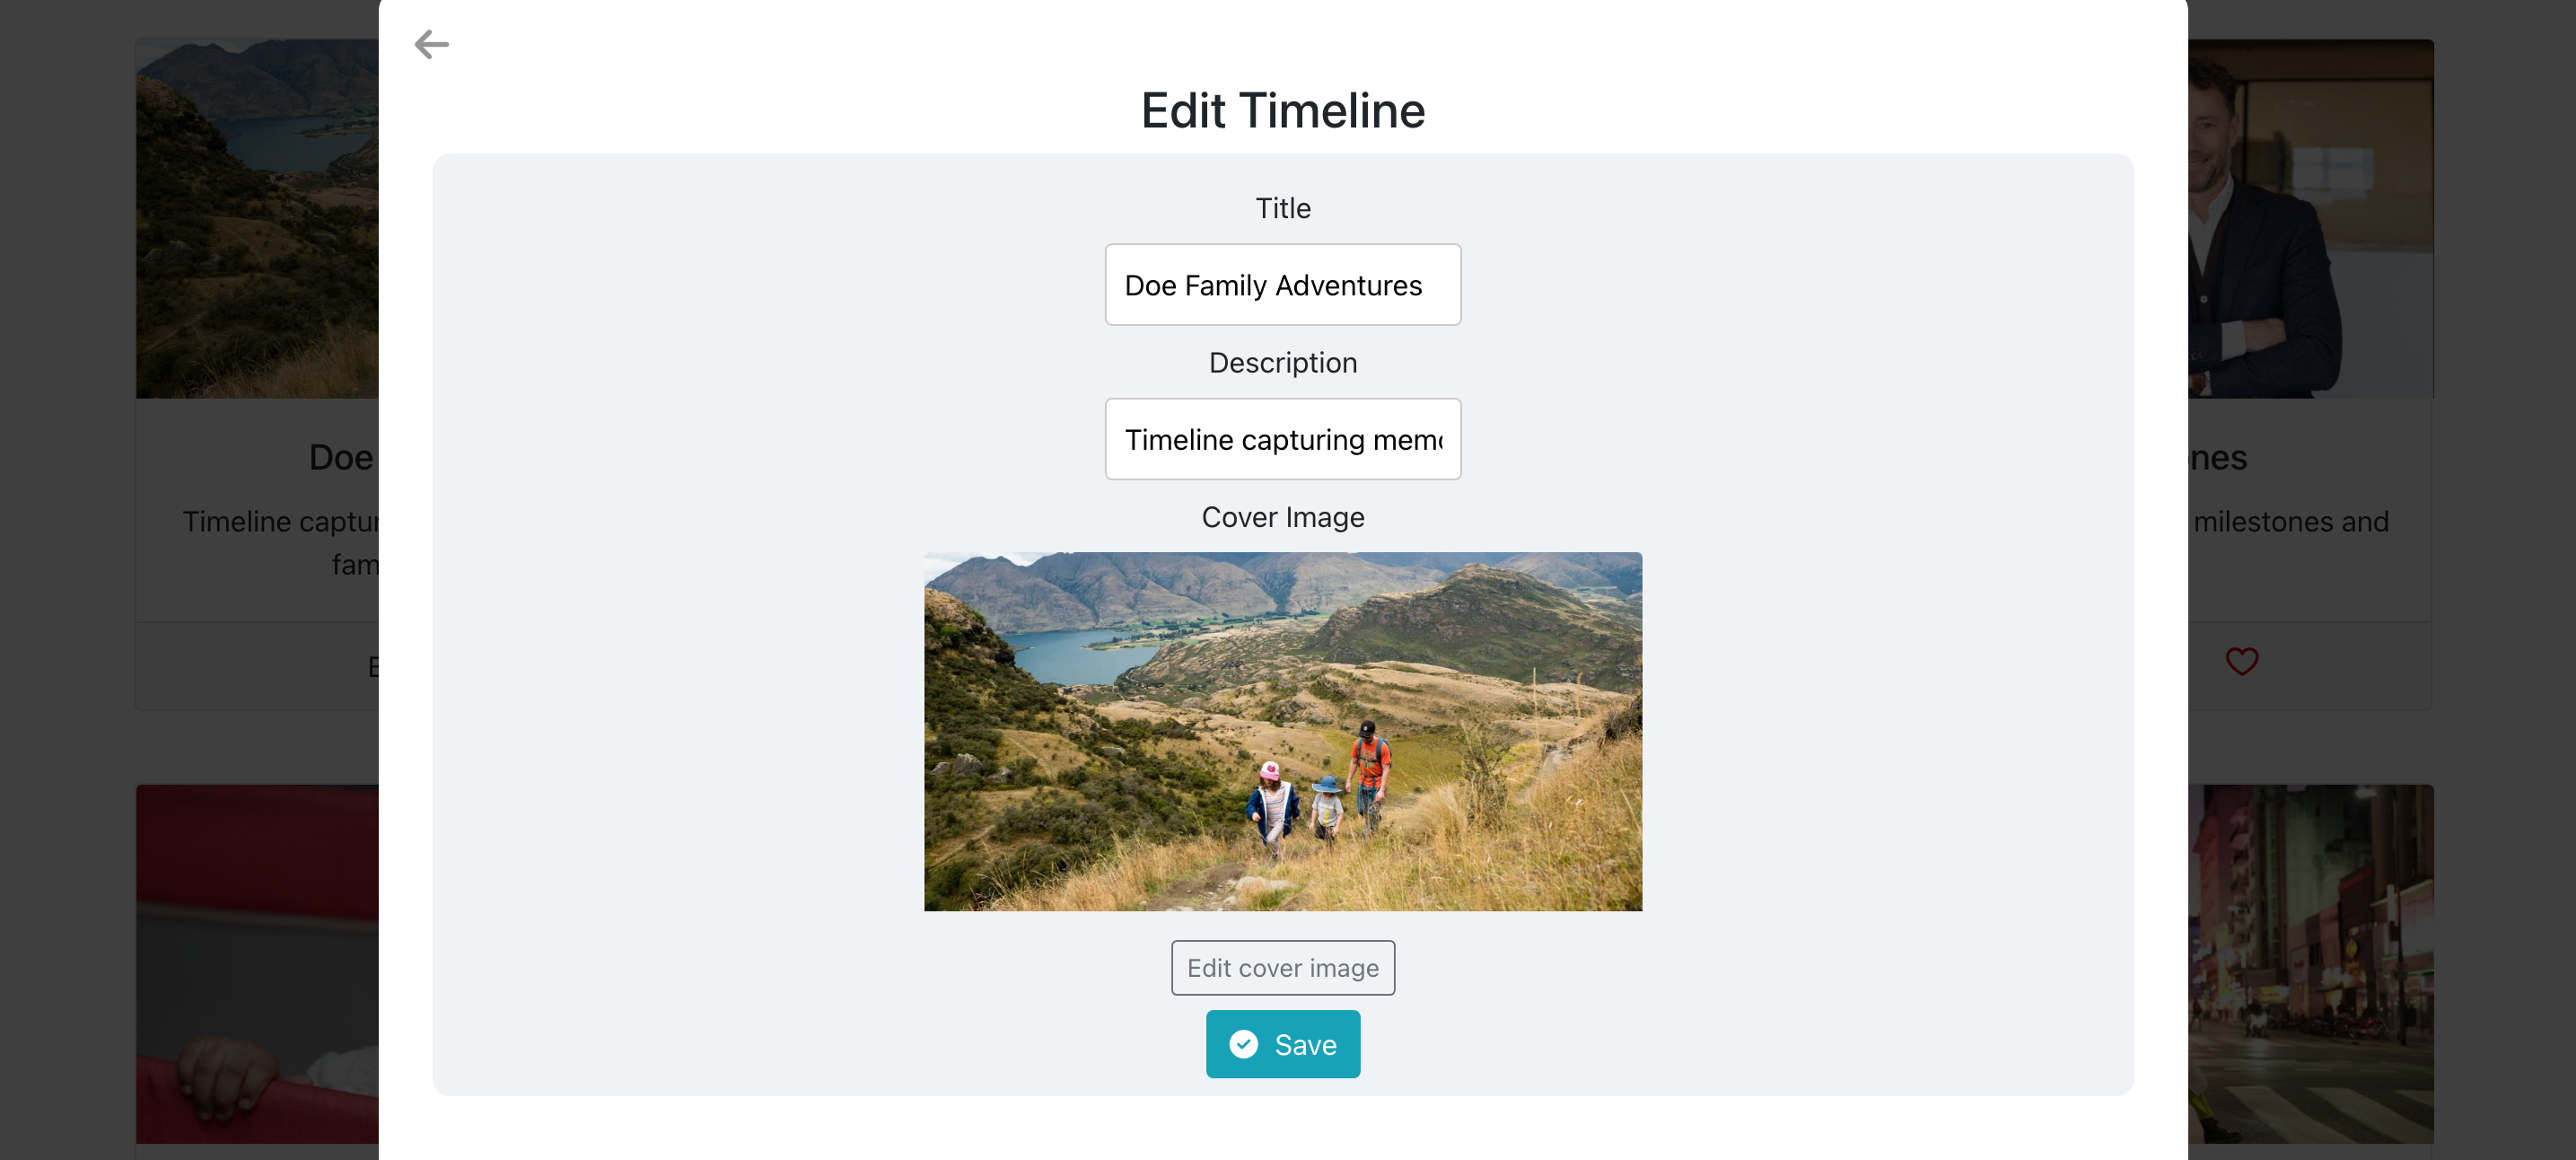 Edit Timeline
Title
Doe Family Adventures
Description
Timeline capturing mem
Cover Image
Edit cover image
Save
Doe
Timeline captur
fam
E
nes
milestones and